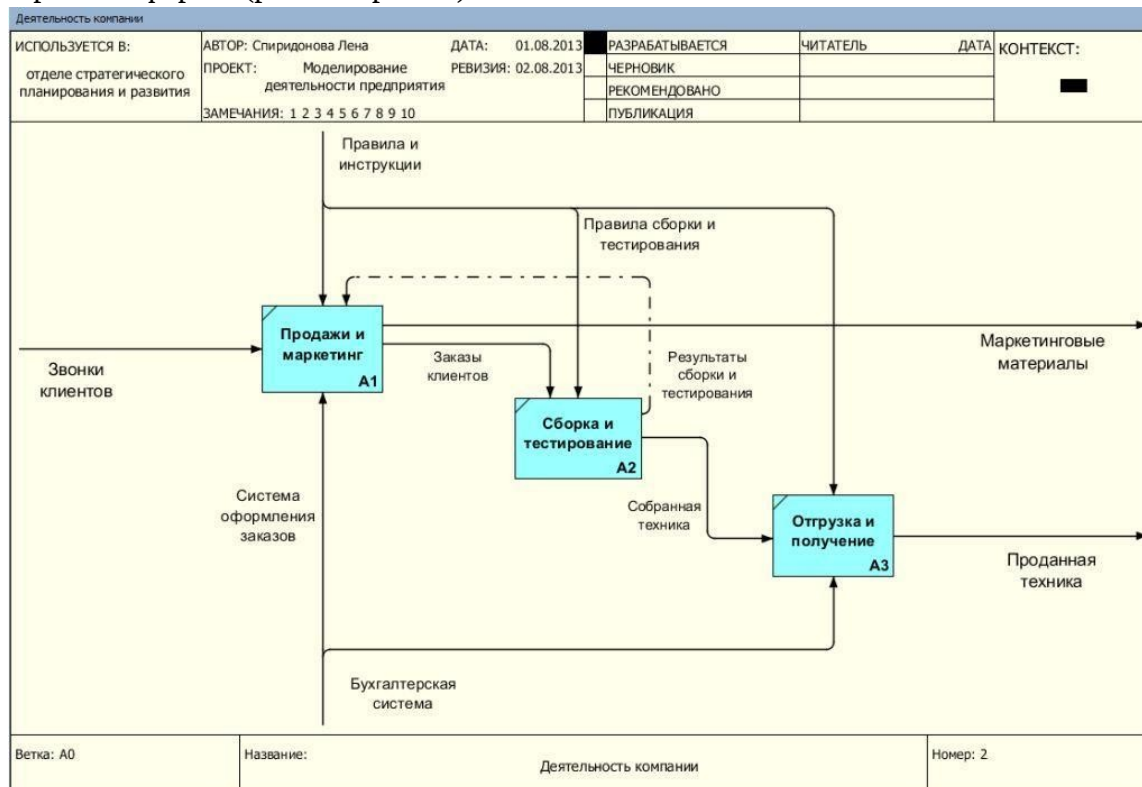 Деятельность компании
ИСПОЛЬЗУЕТСЯ В:
отделе стратегического
планирования и развития
АВТОР: Спиридонова Лена
ДАТА: 01.08.2013
ПРОЕКТ: Моделирование
деятельности предприятия
РЕВИЗИЯ: 02.08.2013
ЗАМЕЧАНИЯ: 1 2 3 4 5 6 7 8 9 10
РАЗРАБАТЫВАЕТСЯ
ЧЕРНОВИК
РЕКОМЕНДОВАНО
ПУБЛИКАЦИЯ
ЧИТАТЕЛЬ ДАТА
КОНТЕКСТ:
Правила и
инструкции
Правила сборки и
тестирования
Продажи и
маркетинг
A1
Звонки
клиентов
Заказы
клиентов
Результаты
сборки и
тестирования
Маркетинговые
материалы
Сборка и
тестирование
A2
Система
оформления
заказов
Собранная
техника
Отгрузка и
получение
A3
Проданная
техника
Бухгалтерская
система
Ветка: A0
Название:
Деятельность компании
Номер: 2